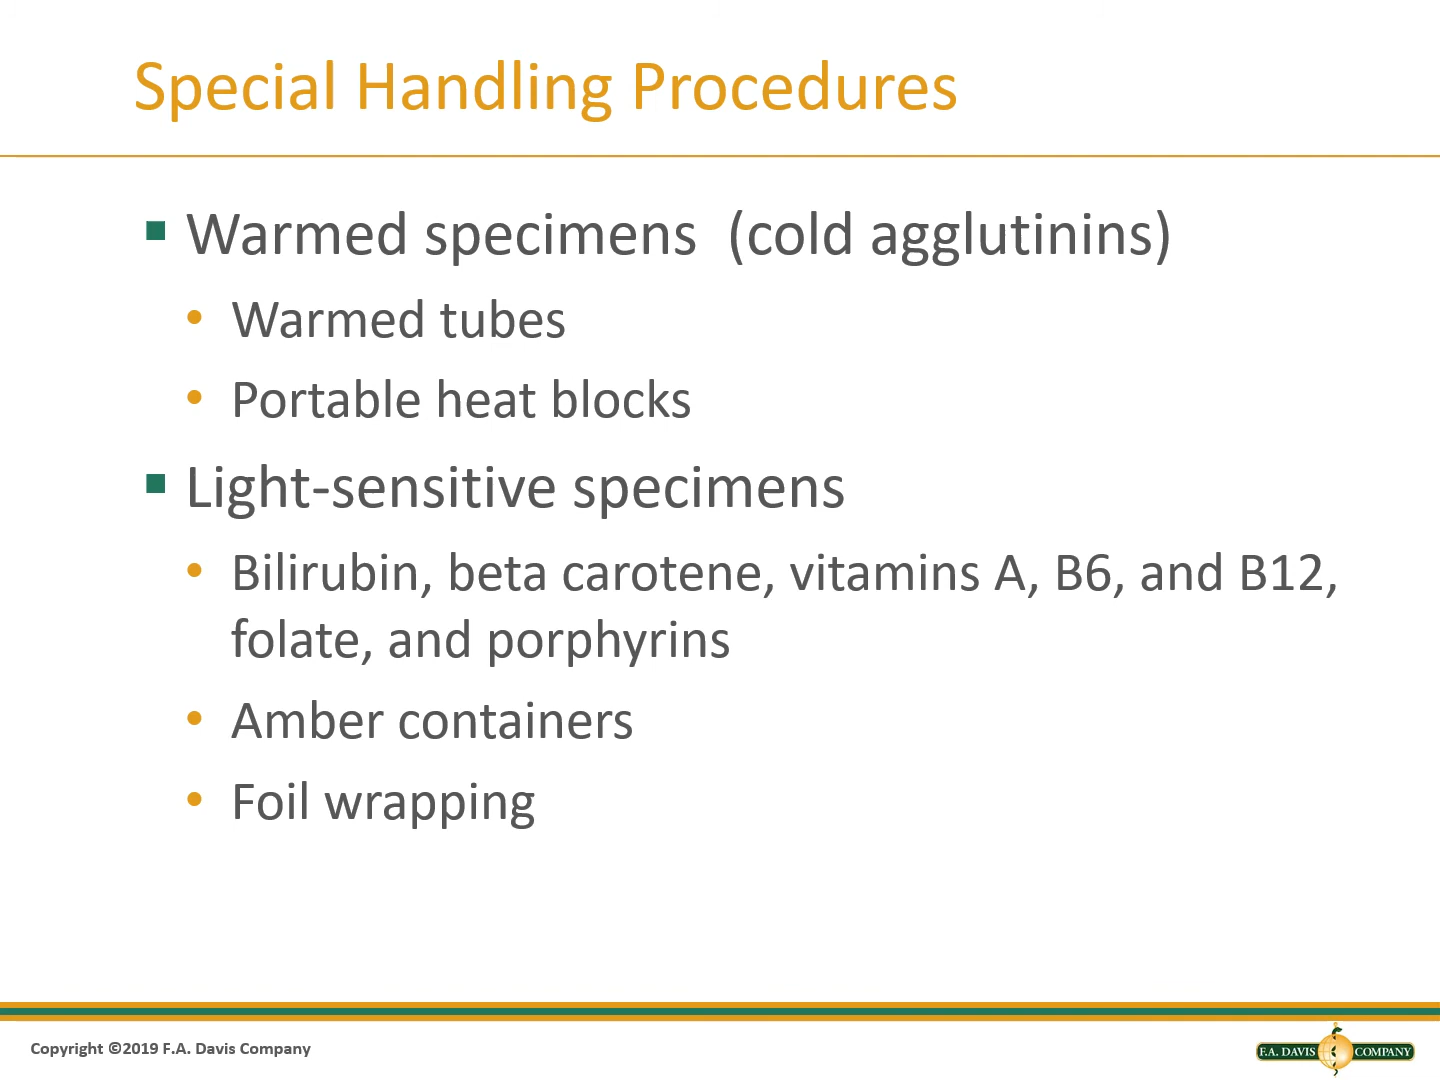 Special Handling Procedures
Warmed specimens  (cold agglutinins)
Warmed tubes
Portable heat blocks
Light-sensitive specimens
Bilirubin, beta carotene, vitamins A, B6, and B12,
folate, and porphyrins
Amber containers
Foil wrapping
Copyright ©2019 F.A. Davis Company
F.A. DAVIS COMPANY